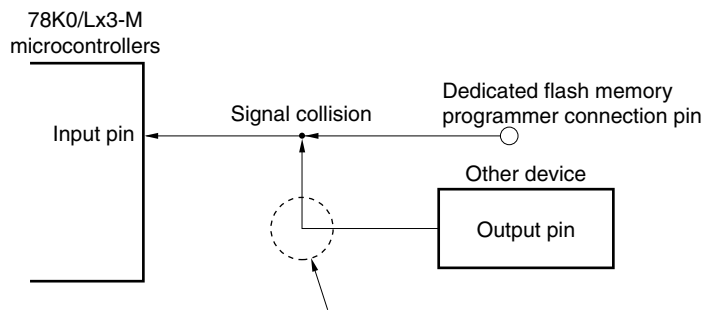 78K0/Lx3-M
microcontrollers
Input pin
Signal collision
Dedicated flash memory
programmer connection pin
Other device
Output pin